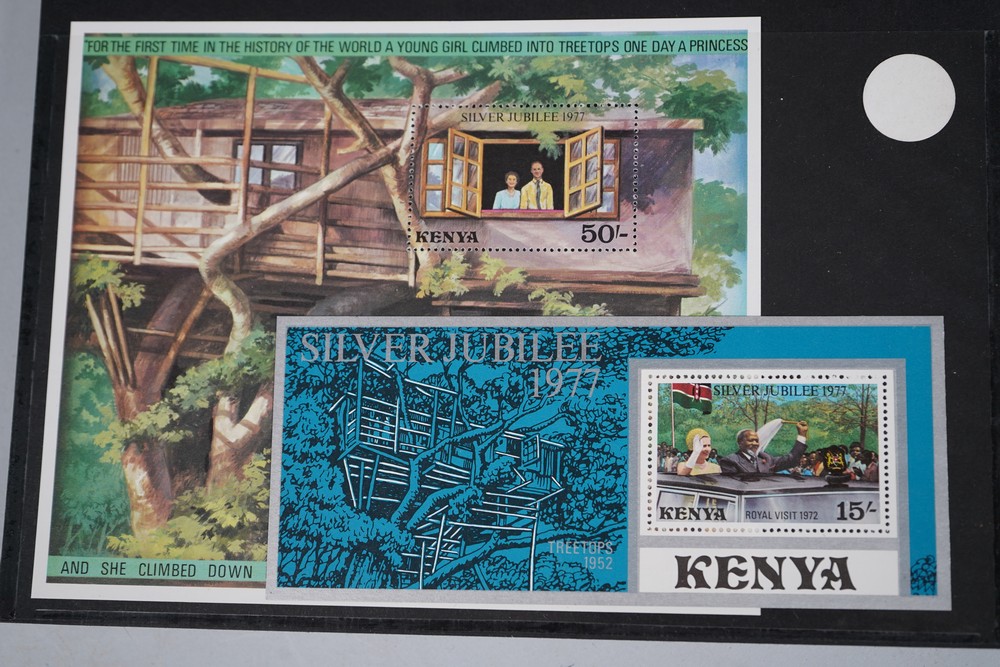 "FOR THE FIRST TIME IN THE HISTORY OF THE WORLD A YOUNG GIRL CLIMBED INTO TREETOPS ONE DAY A PRINCESS
SILVER JUBILEE 1977
KENYA 50/-
AND SHE CLIMBED DOWN
SILVER JUBILEE
1977
TREETOPS
1952
SILVER JUBILEE 1977
KENYA ROYAL VISIT 1972 15/-
KENYA